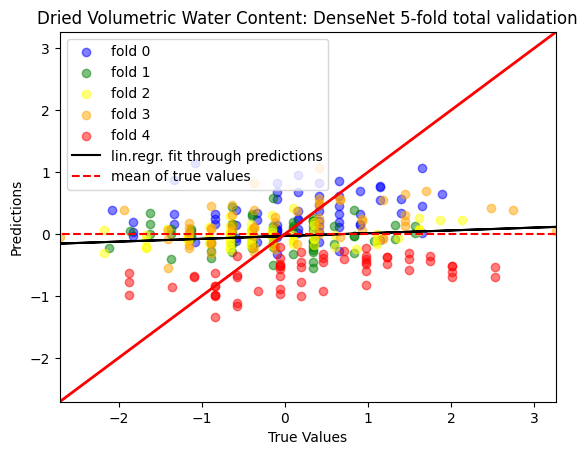 Dried Volumetric Water Content: DenseNet 5-fold total validation
3
2
1
0
−1
−2
Predictions
fold 0
fold 1
fold 2
fold 3
fold 4
lin.regr. fit through predictions
mean of true values
−2
−1
0
1
2
3
True Values